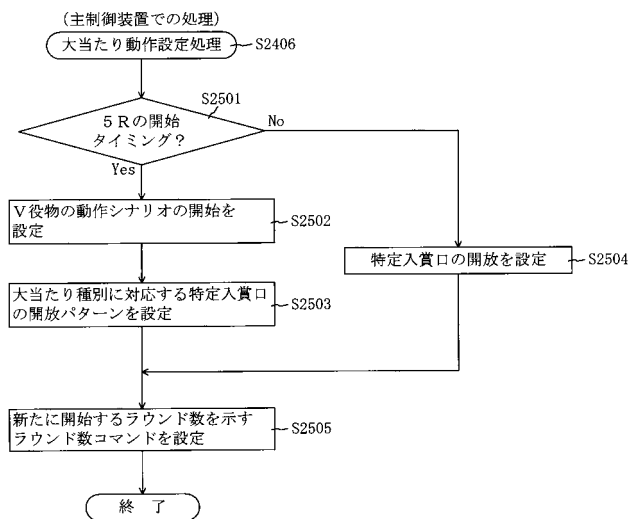 (主制御装置での処理)
大当たり動作設定処理
S2406
S2501
5Rの開始
タイミング?
No
Yes
V役物の動作シナリオの開始を
設定
S2502
特定入賞口の開放を設定
S2504
大当たり種別に対応する特定入賞口
の開放パターンを設定
S2503
新たに開始するラウンド数を示す
ラウンド数コマンドを設定
S2505
終 了